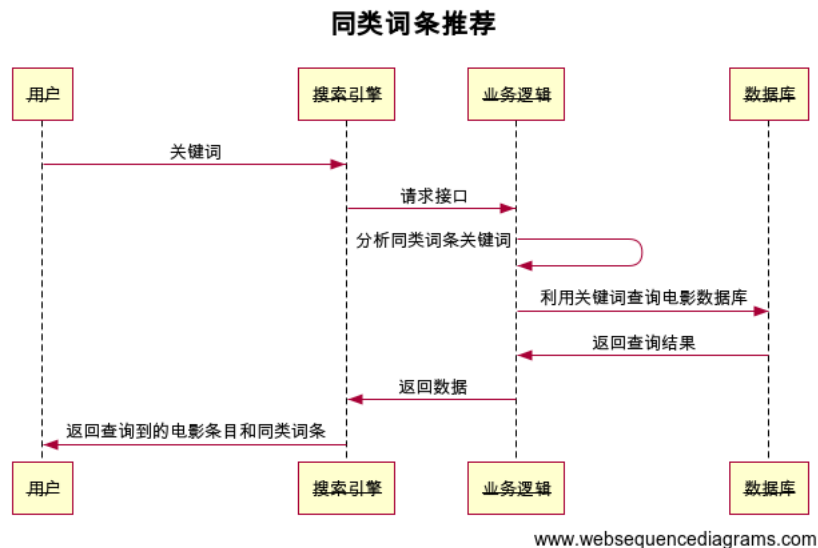 同类词条推荐
用户
搜索引擎
业务逻辑
数据库
关键词
请求接口
分析同类词条关键词
利用关键词查询电影数据库
返回查询结果
返回数据
返回查询到的电影条目和同类词条
用户
搜索引擎
业务逻辑
数据库
www.websequencediagrams.com